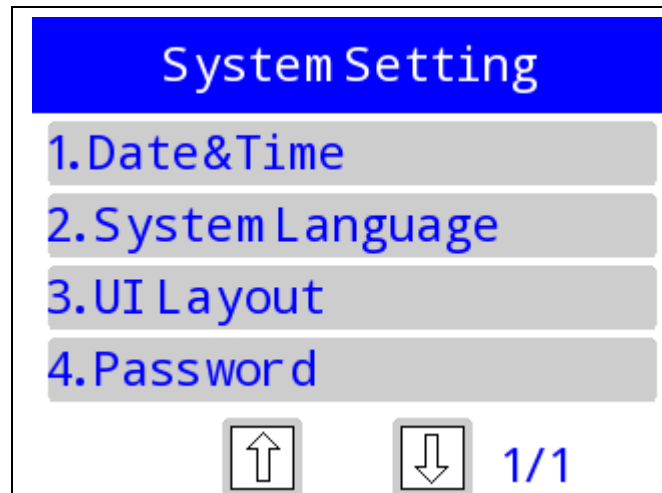 System Setting
1.Date&Time
2.System Language
3.UI Layout
4.Password
1/1